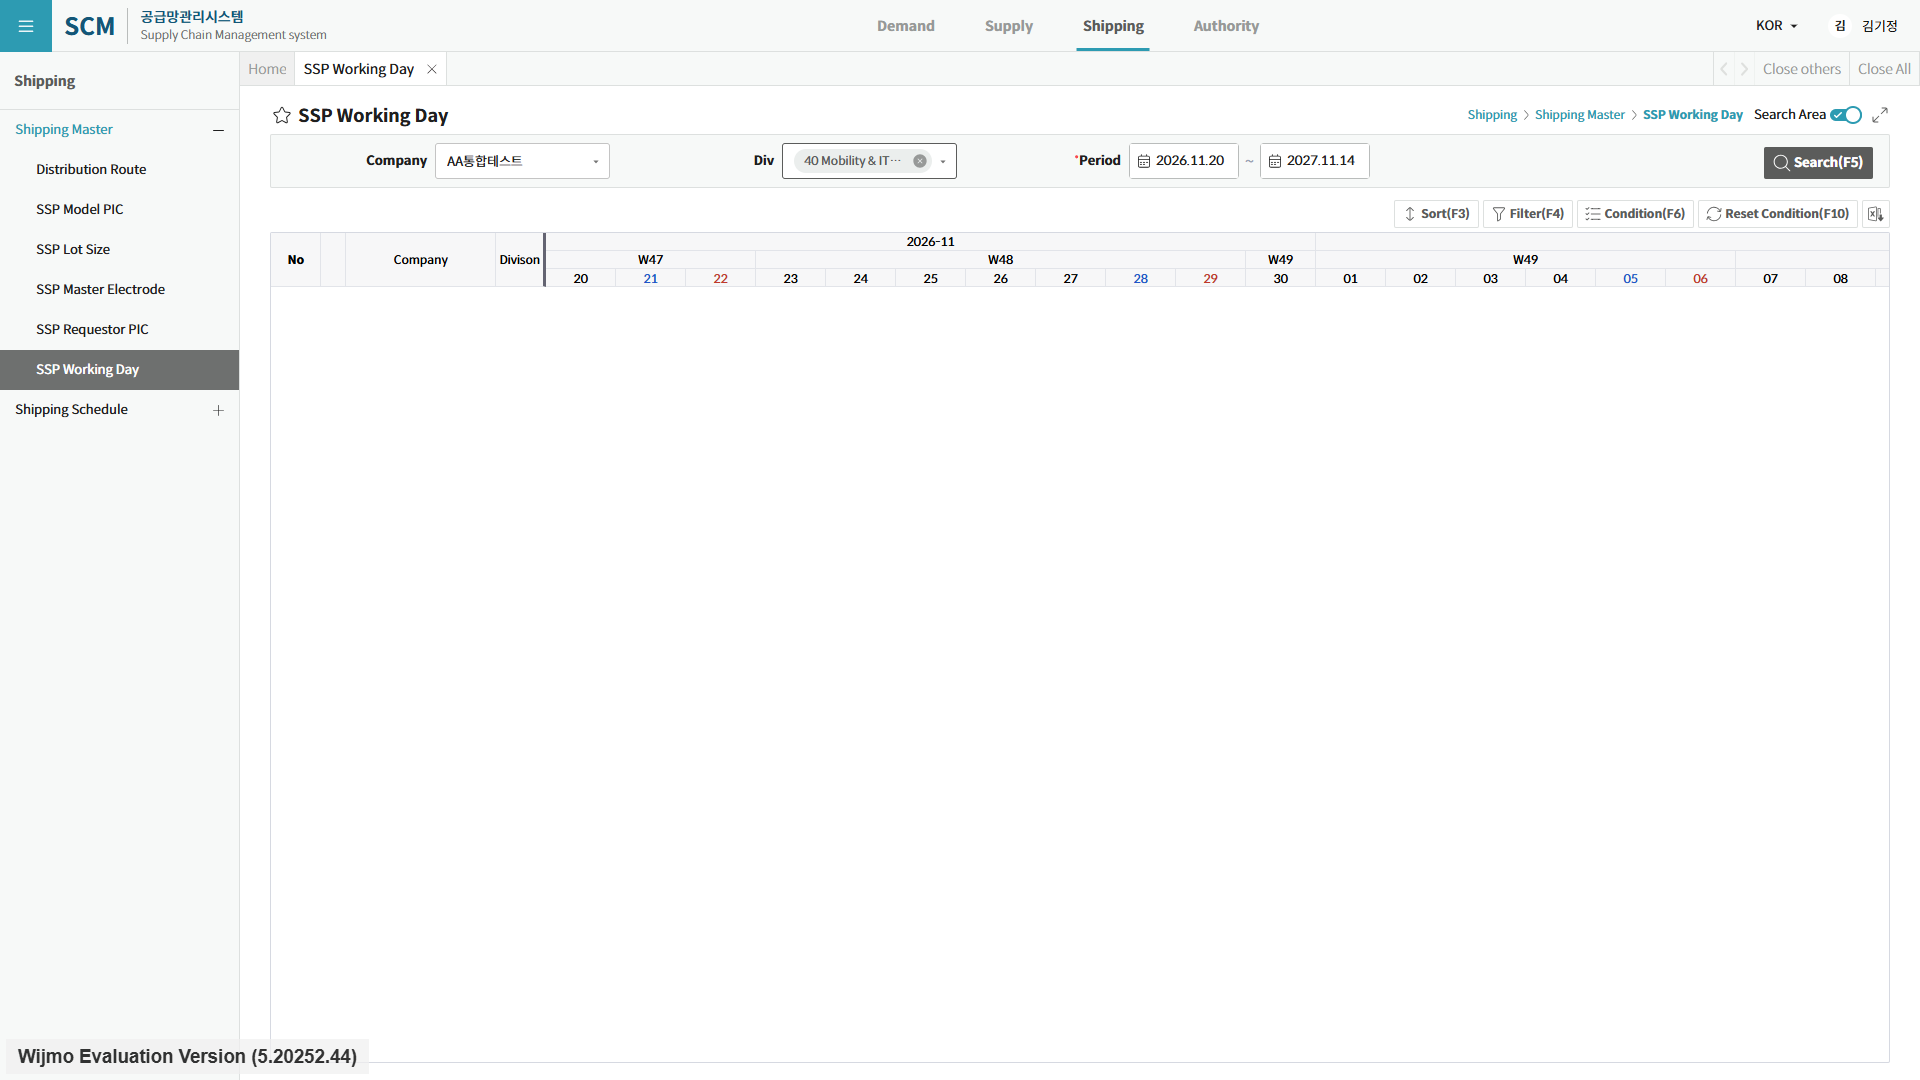 SCM
공급망관리시스템
Supply Chain Management system
Demand
Supply
Shipping
Authority
KOR
김
김기정
Shipping
Home
SSP Working Day
Close others
Close All
Shipping Master
Distribution Route
SSP Model PIC
SSP Lot Size
SSP Master Electrode
SSP Requestor PIC
SSP Working Day
Shipping Schedule
SSP Working Day
Shipping > Shipping Master > SSP Working Day
Search Area
Company
AA통합테스트
Div
40 Mobility & IT···
*Period
2026.11.20 ~ 2027.11.14
Search(F5)
Sort(F3)
Filter(F4)
Condition(F6)
Reset Condition(F10)
No
Company
Divison
2026-11
W47 W48 W49 W49
20 21 22 23 24 25 26 27 28 29 30 01 02 03 04 05 06 07 08
Wijmo Evaluation Version (5.20252.44)